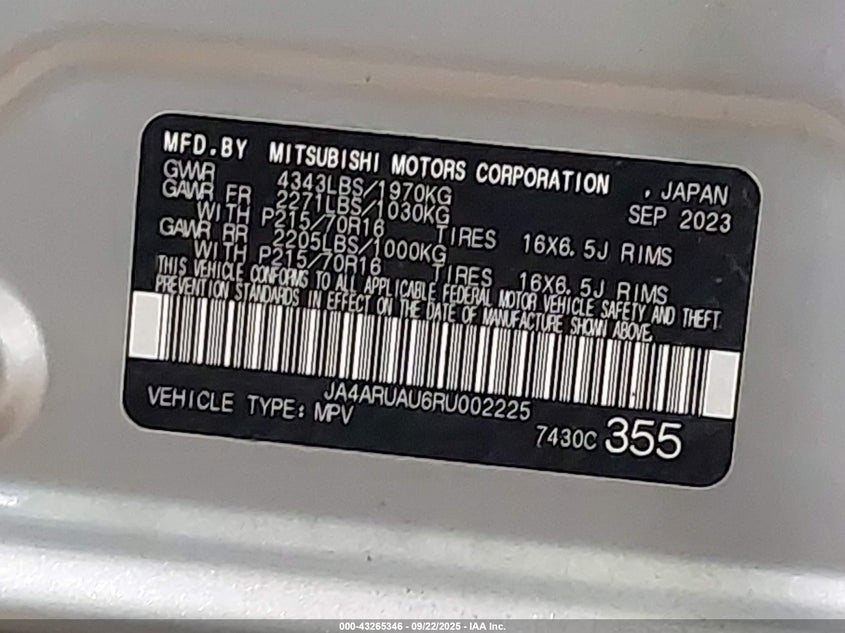 MFD.BY MITSUBISHI MOTORS CORPORATION , JAPAN
GVWR 4343LBS/1970KG SEP 2023
GAWR FR 2271LBS/1030KG
WITH P215/70R16 TIRES 16X6.5J RIMS
GAWR RR 2205LBS/1000KG
WITH P215/70R16 TIRES 16X6.5J RIMS
THIS VEHICLE CONFORMS TO ALL APPLICABLE FEDERAL MOTOR VEHICLE SAFETY AND THEFT
PREVENTION STANDARDS IN EFFECT ON THE DATE OF MANUFACTURE SHOWN ABOVE.
JA4ARUAU6RU002225
VEHICLE TYPE: MPV
7430C 355
000-43265346 - 09/22/2025 - IAA Inc.